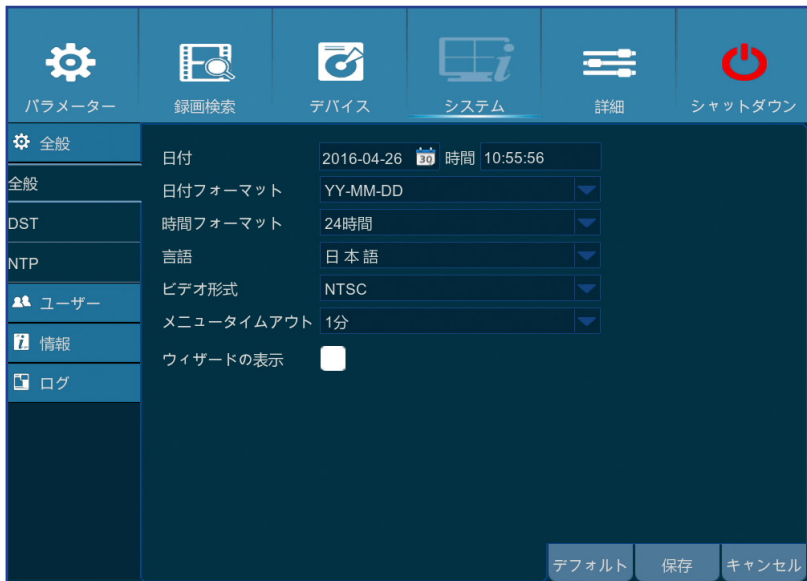 パラメーター 録画検索 デバイス システム 詳細 シャットダウン
全般
全般
DST
NTP
ユーザー
情報
ログ
日付 2016-04-26 30 時間 10:55:56
日付フォーマット YY-MM-DD
時間フォーマット 24時間
言語 日本語
ビデオ形式 NTSC
メニュータイムアウト 1分
ウィザードの表示
デフォルト 保存 キャンセル